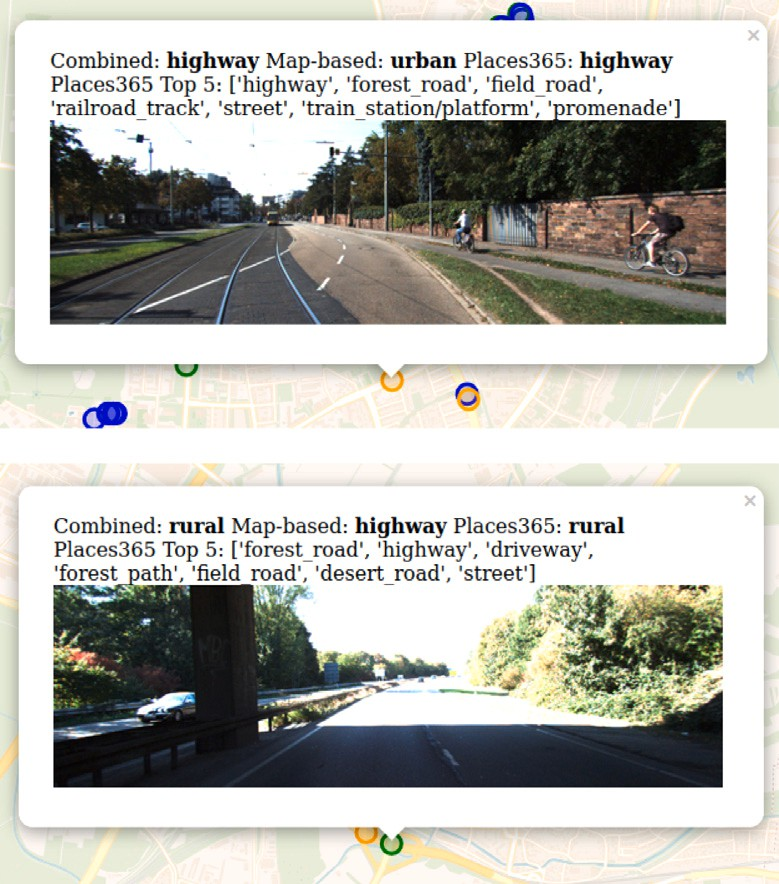 ×
Combined: highway Map-based: urban Places365: highway
Places365 Top 5: ['highway', 'forest_road', 'field_road',
'railroad_track', 'street', 'train_station/platform', 'promenade']
×
Combined: rural Map-based: highway Places365: rural
Places365 Top 5: ['forest_road', 'highway', 'driveway',
'forest_path', 'field_road', 'desert_road', 'street']